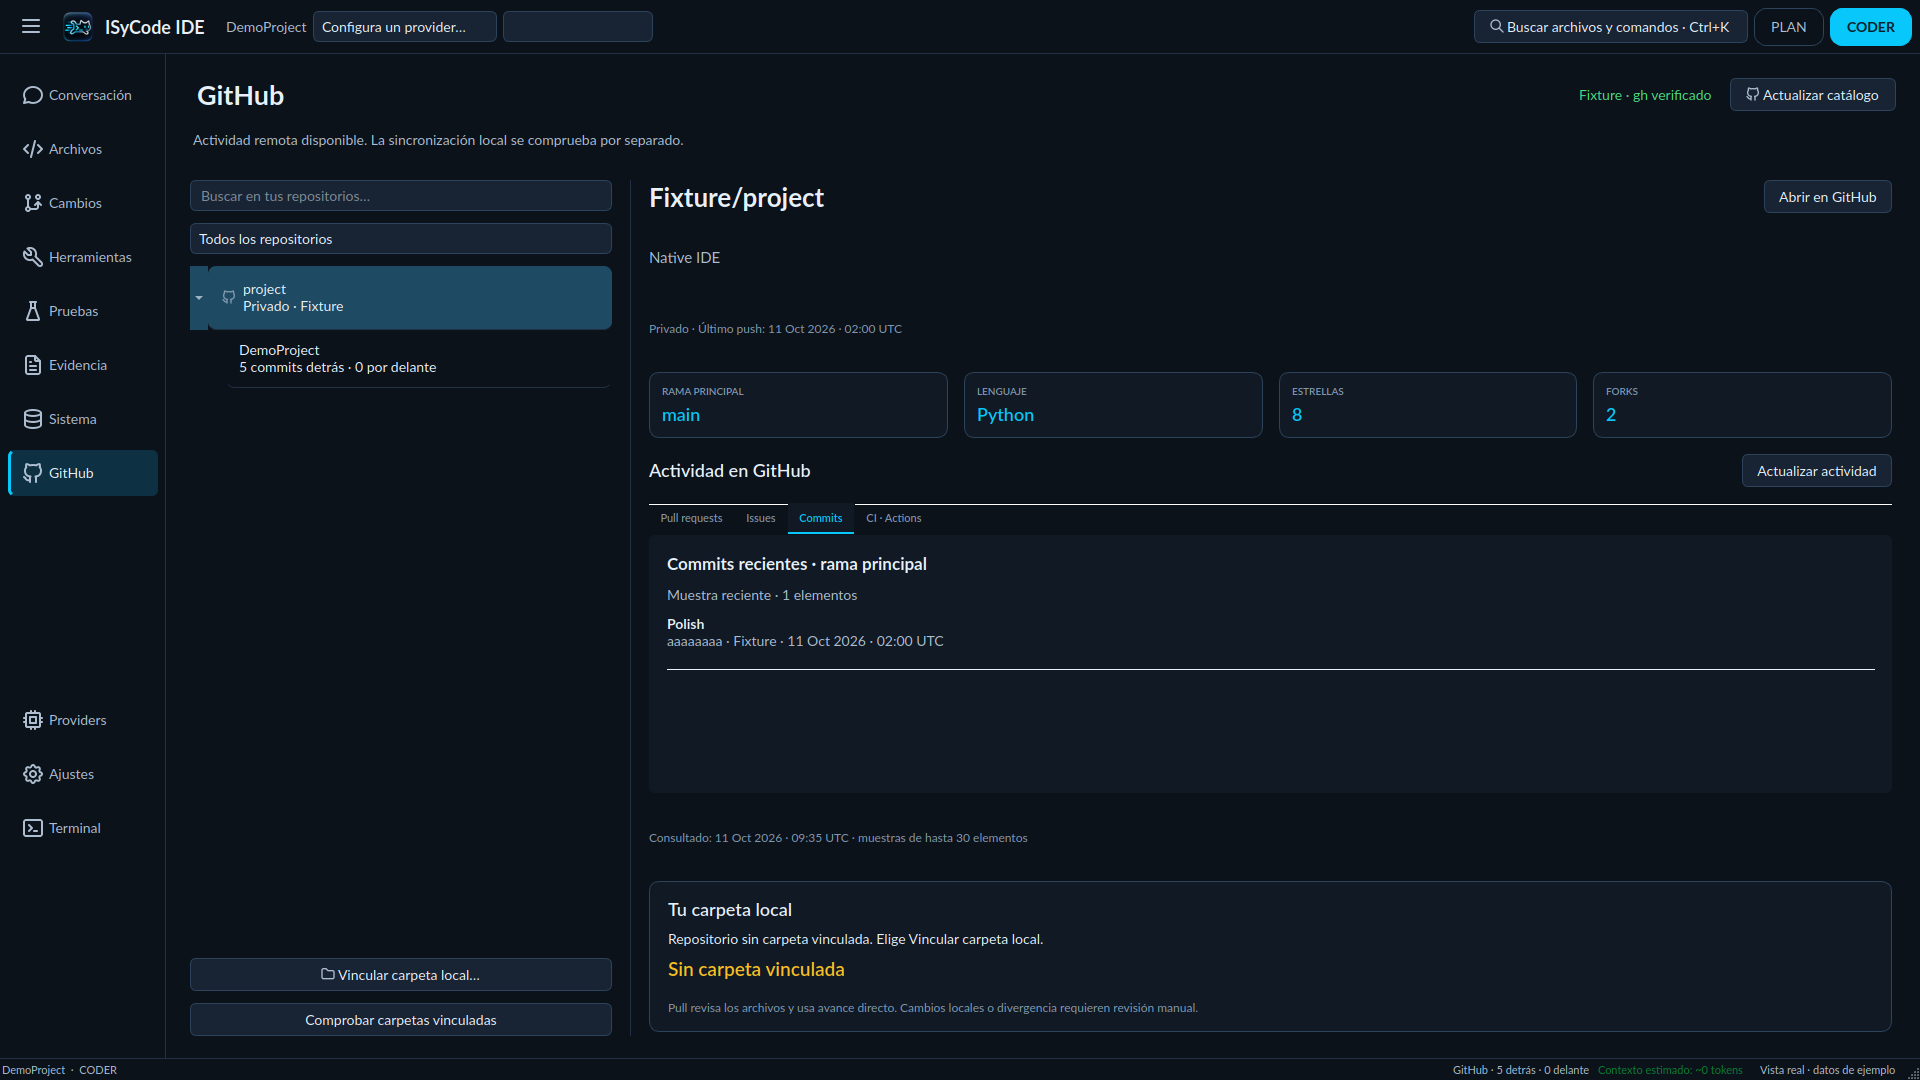 ISyCode IDE
DemoProject
Configura un provider...
Buscar archivos y comandos · Ctrl+K
PLAN
CODER
Conversación
Archivos
Cambios
Herramientas
Pruebas
Evidencia
Sistema
GitHub
Providers
Ajustes
Terminal
GitHub
Fixture · gh verificado
Actualizar catálogo
Actividad remota disponible. La sincronización local se comprueba por separado.
Buscar en tus repositorios...
Todos los repositorios
project
Privado · Fixture
DemoProject
5 commits detrás · 0 por delante
Vincular carpeta local...
Comprobar carpetas vinculadas
Fixture/project
Abrir en GitHub
Native IDE
Privado · Último push: 11 Oct 2026 · 02:00 UTC
RAMA PRINCIPAL
main
LENGUAJE
Python
ESTRELLAS
8
FORKS
2
Actividad en GitHub
Actualizar actividad
Pull requests
Issues
Commits
CI · Actions
Commits recientes · rama principal
Muestra reciente · 1 elementos
Polish
aaaaaaaa · Fixture · 11 Oct 2026 · 02:00 UTC
Consultado: 11 Oct 2026 · 09:35 UTC · muestras de hasta 30 elementos
Tu carpeta local
Repositorio sin carpeta vinculada. Elige Vincular carpeta local.
Sin carpeta vinculada
Pull revisa los archivos y usa avance directo. Cambios locales o divergencia requieren revisión manual.
DemoProject · CODER
GitHub · 5 detrás · 0 delante
Contexto estimado: ~0 tokens
Vista real · datos de ejemplo